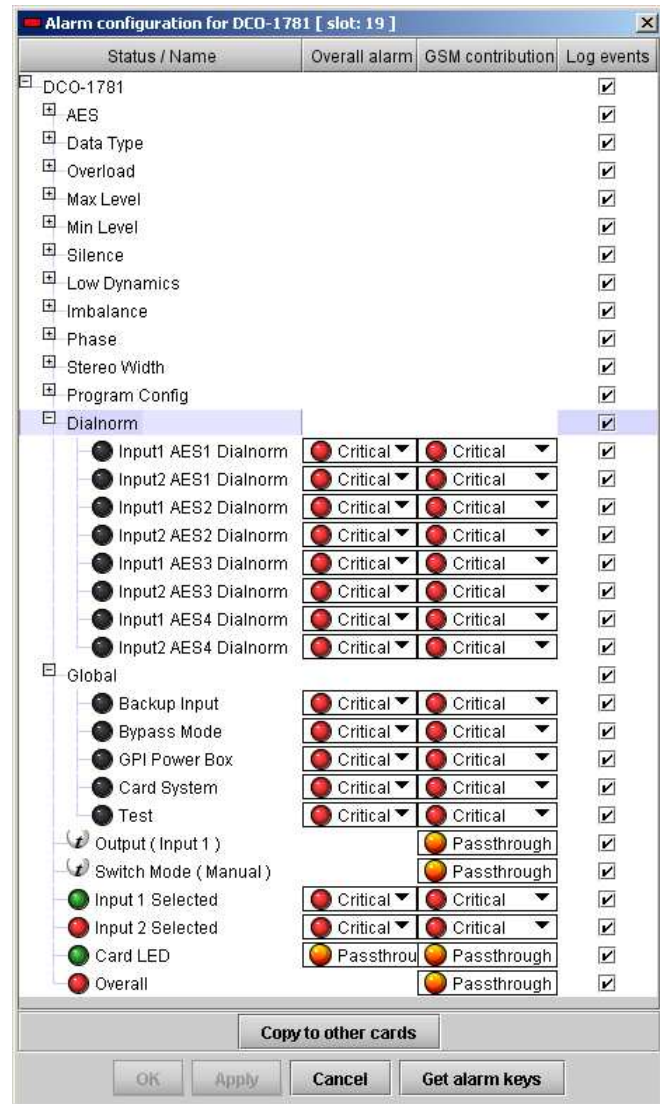 Alarm configuration for DCO-1781 [ slot: 19 ]
Status / Name Overall alarm GSM contribution Log events
DCO-1781
AES
Data Type
Overload
Max Level
Min Level
Silence
Low Dynamics
Imbalance
Phase
Stereo Width
Program Config
Dialnorm
Input1 AES1 Dialnorm Critical Critical
Input2 AES1 Dialnorm Critical Critical
Input1 AES2 Dialnorm Critical Critical
Input2 AES2 Dialnorm Critical Critical
Input1 AES3 Dialnorm Critical Critical
Input2 AES3 Dialnorm Critical Critical
Input1 AES4 Dialnorm Critical Critical
Input2 AES4 Dialnorm Critical Critical
Global
Backup Input Critical Critical
Bypass Mode Critical Critical
GPI Power Box Critical Critical
Card System Critical Critical
Test Critical Critical
t Output ( Input 1 ) Passthrough
t Switch Mode ( Manual ) Passthrough
Input 1 Selected Critical Critical
Input 2 Selected Critical Critical
Card LED Passthrou Passthrough
Overall Passthrough
Copy to other cards
OK Apply Cancel Get alarm keys